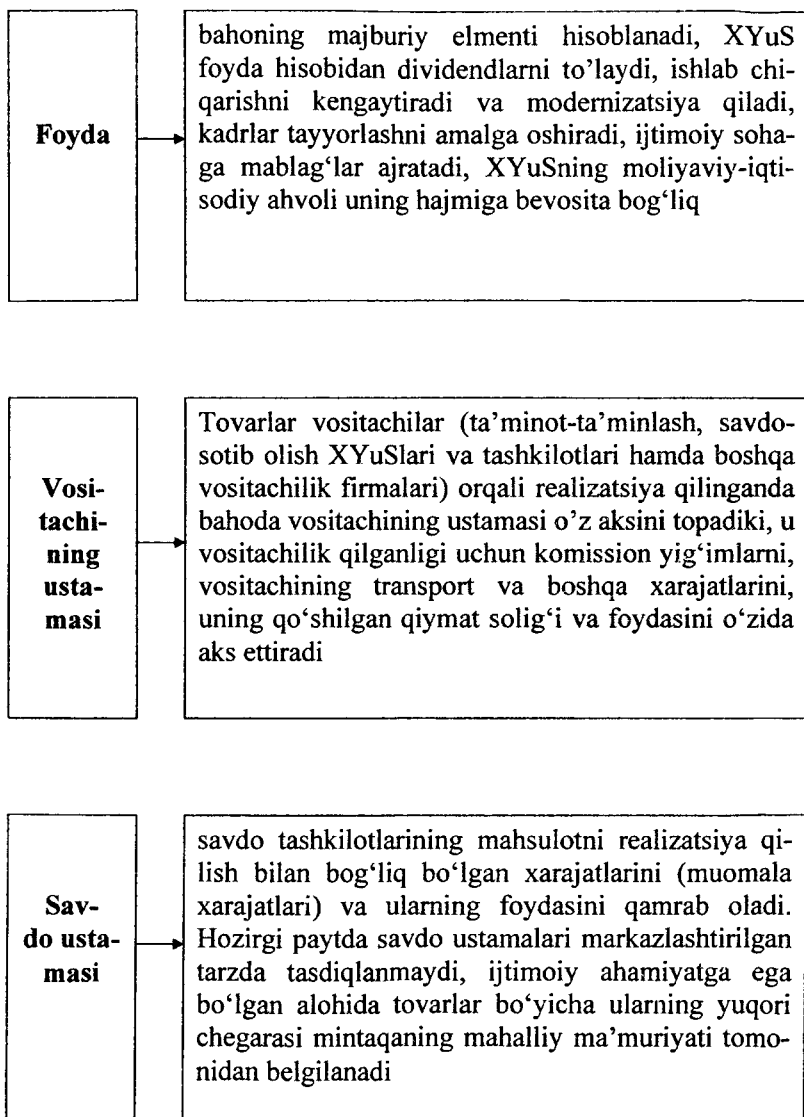 Foyda
bahoning majburiy elmenti hisoblanadi, XYuS
foyda hisobidan dividendlarni to’laydi, ishlab chi-
qarishni kengaytiradi va modernizatsiya qiladi,
kadrlar tayyorlashni amalga oshiradi, ijtimoiy soha-
ga mablag‘lar ajratadi, XYuSning moliyaviy-iqti-
sodiy ahvoli uning hajmiga bevosita bog‘liq
Vosi-
tachi-
ning
usta-
masi
Tovarlar vositachilar (ta’minot-ta’minlash, savdo-
sotib olish XYuSlari va tashkilotlari hamda boshqa
vositachilik firmalari) orqali realizatsiya qilinganda
bahoda vositachining ustamasi o’z aksini topadiki, u
vositachilik qilganligi uchun komission yig‘imlarni,
vositachining transport va boshqa xarajatlarini,
uning qo‘shilgan qiymat solig‘i va foydasini o‘zida
aks ettiradi
Sav-
do usta-
masi
savdo tashkilotlarining mahsulotni realizatsiya qi-
lish bilan bog‘liq bo‘lgan xarajatlarini (muomala
xarajatlari) va ularning foydasini qamrab oladi.
Hozirgi paytda savdo ustamalari markazlashtirilgan
tarzda tasdiqlanmaydi, ijtimoiy ahamiyatga ega
bo‘lgan alohida tovarlar bo‘yicha ularning yuqori
chegarasi mintaqaning mahalliy ma’muriyati tomo-
nidan belgilanadi